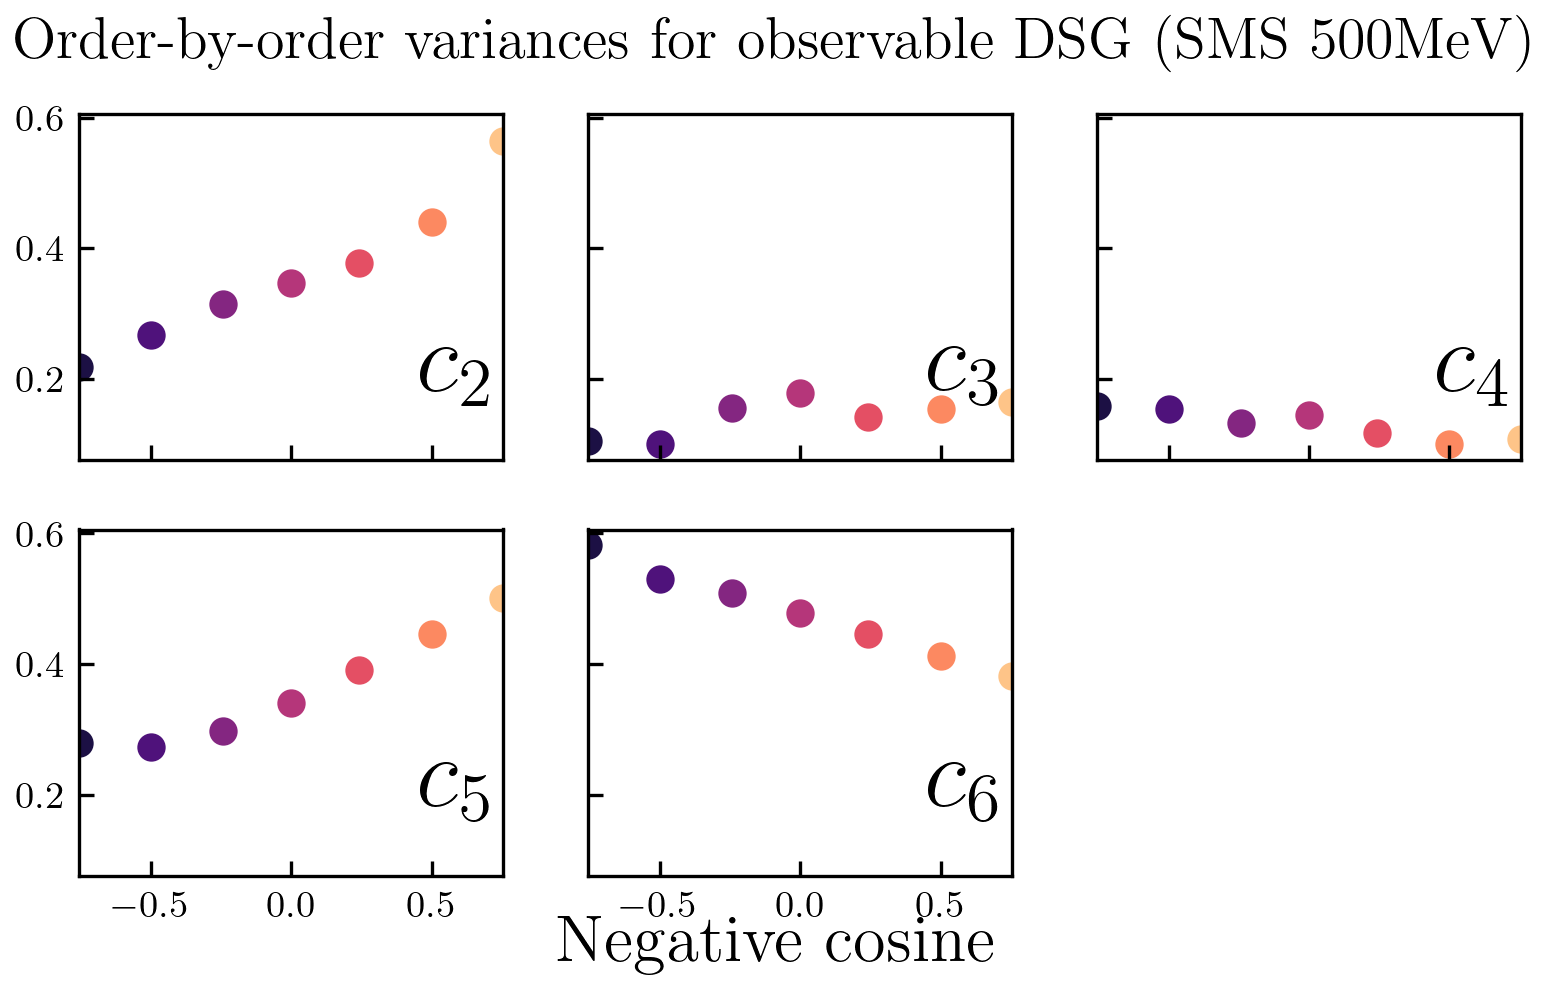 Order-by-order variances for observable DSG (SMS 500MeV)
0.6
0.4
0.2
c2
c3
c4
0.6
0.4
0.2
c5
c6
−0.5 0.0 0.5
−0.5 0.0 0.5
Negative cosine